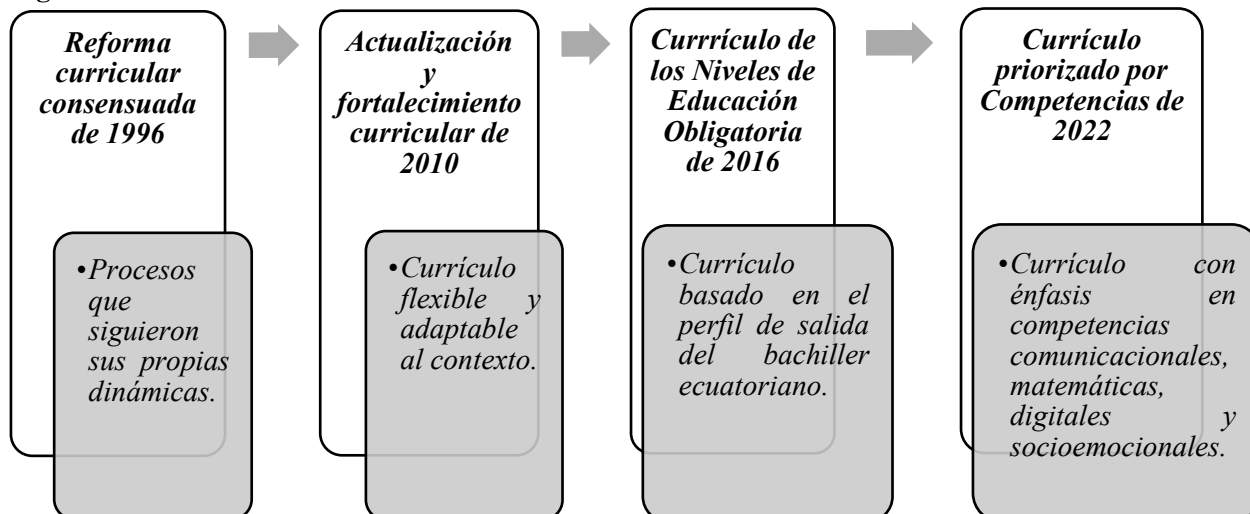 Reforma
curricular
consensuada
de 1996
•Procesos
que
siguieron
sus propias
dinámicas.
Actualización
y
fortalecimiento
curricular de
2010
•Currículo
flexible y
adaptable
al contexto.
Currrículo de
los Niveles de
Educación
Obligatoria
de 2016
•Currículo
basado en el
perfil de salida
del bachiller
ecuatoriano.
Currículo
priorizado por
Competencias de
2022
•Currículo con
énfasis en
competencias
comunicacionales,
matemáticas,
digitales y
socioemocionales.